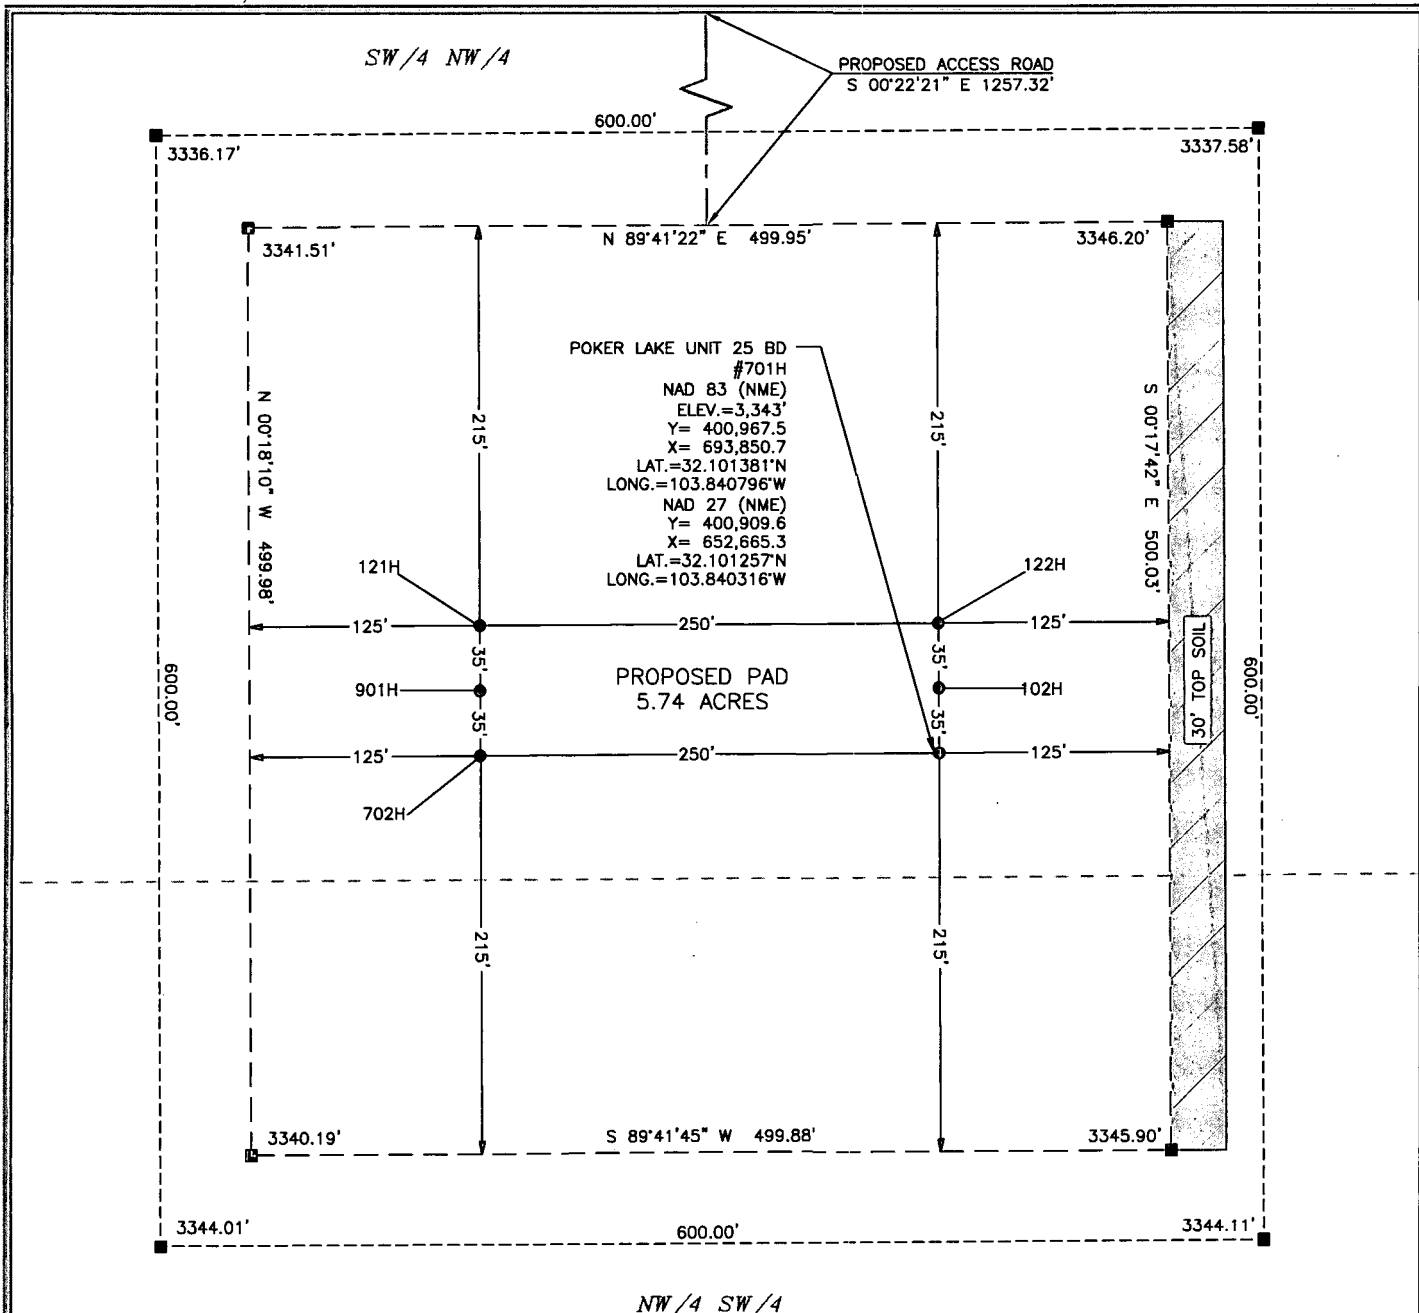 SW/4 NW/4
PROPOSED ACCESS ROAD
S 00°22'21" E 1257.32'
600.00'
3336.17'
3337.58'
3341.51'
N 89°41'22" E 499.95'
3346.20'
POKER LAKE UNIT 25 BD
#701H
NAD 83 (NME)
ELEV.=3,343'
Y= 400,967.5
X= 693,850.7
LAT.=32.101381°N
LONG.=103.840796°W
NAD 27 (NME)
Y= 400,909.6
X= 652,665.3
LAT.=32.101257°N
LONG.=103.840316°W
N 00°18'10" W 499.98'
215'
215'
S 00°17'42" E 500.03'
121H
122H
125'
250'
125'
35'
35'
901H
PROPOSED PAD
5.74 ACRES
102H
35'
35'
600.00'
30' TOP SOIL
600.00'
125'
250'
125'
702H
215'
215'
3340.19'
S 89°41'45" W 499.88'
3345.90'
3344.01'
600.00'
3344.11'
NW/4 SW/4